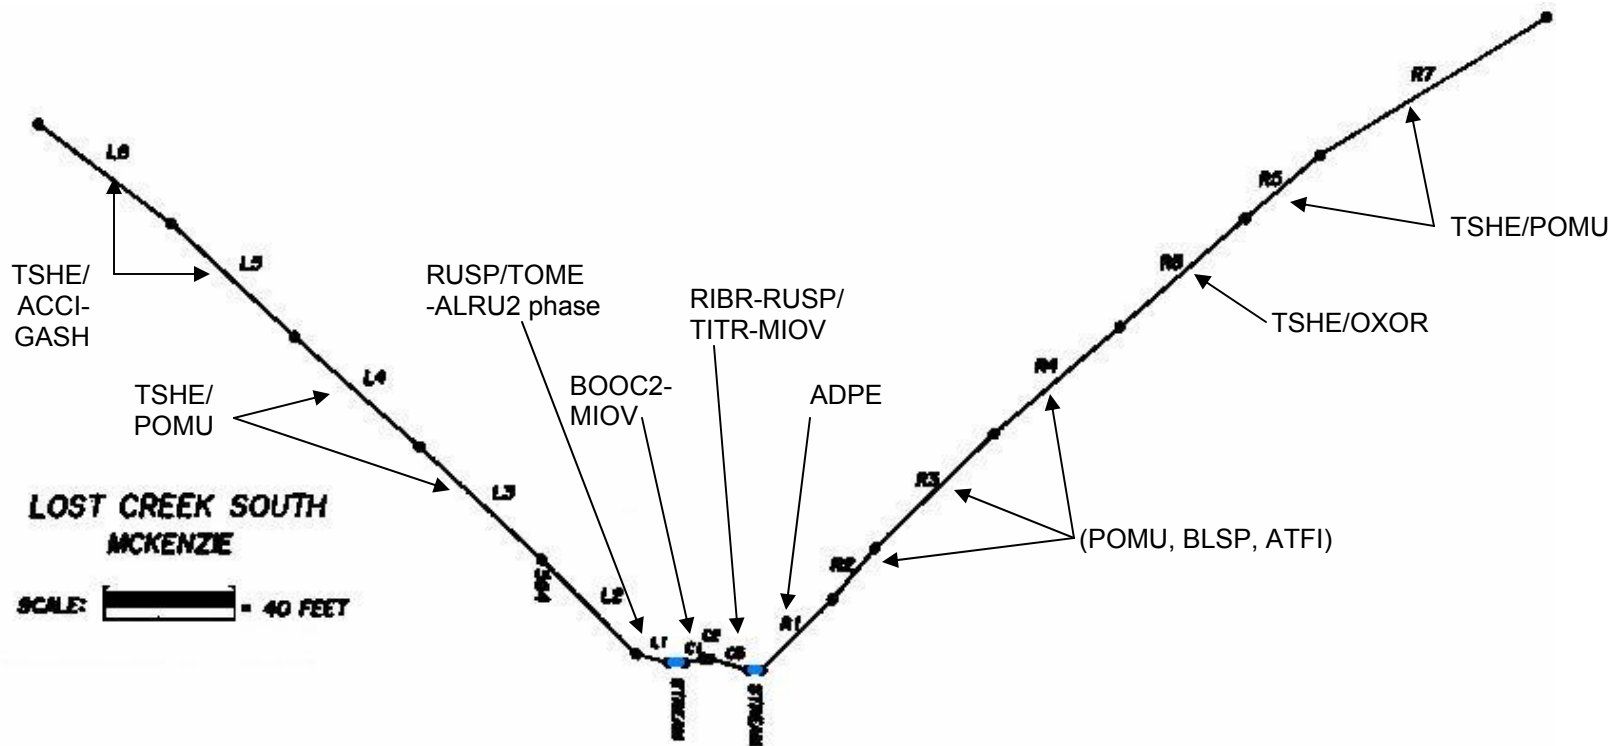 R7
L6
R5
TSHE/POMU
TSHE/
ACCI-
GASH
L5
RUSP/TOME
-ALRU2 phase
RIBR-RUSP/
TITR-MIOV
TSHE/OXOR
L4
R4
TSHE/
POMU
BOOC2-
MIOV
ADPE
R3
L3
LOST CREEK SOUTH
MCKENZIE
(POMU, BLSP, ATFI)
R2
SCALE: = 40 FEET
L2
R1
L1
C1
STREAM
STREAM